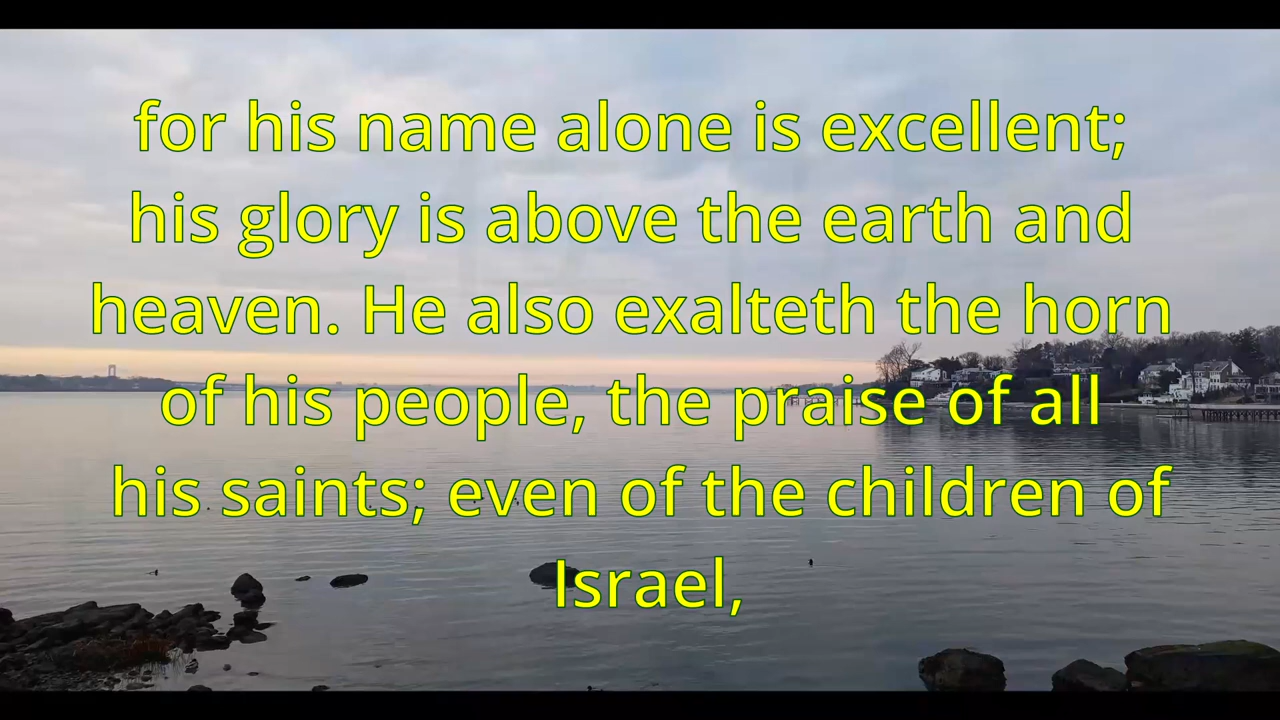 for his name alone is excellent;
his glory is above the earth and
heaven. He also exalteth the horn
of his people, the praise of all
his saints; even of the children of
Israel,